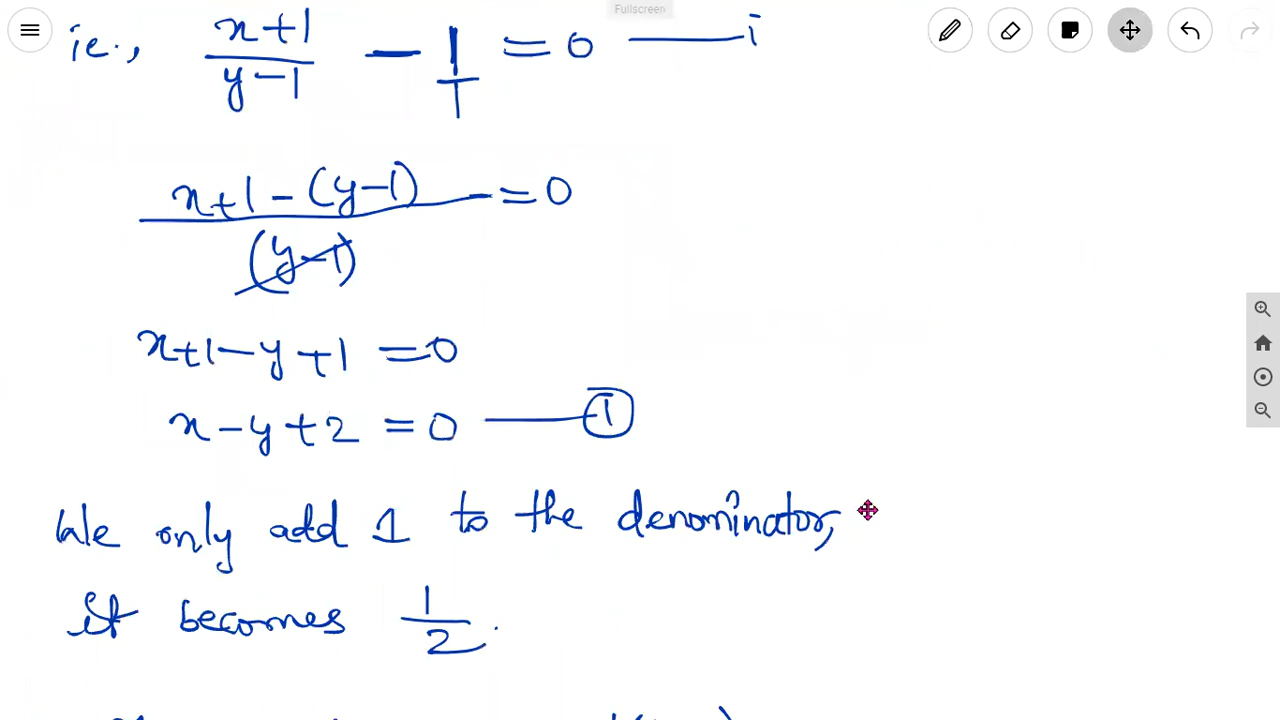 Fullscreen
ie., x+1/y-1 - 1/1 = 0 — i
x+1-(y-1)/(y-1) = 0
x+1-y+1 = 0
x-y+2 = 0 — 1
We only add 1 to the denominator,
it becomes 1/2.